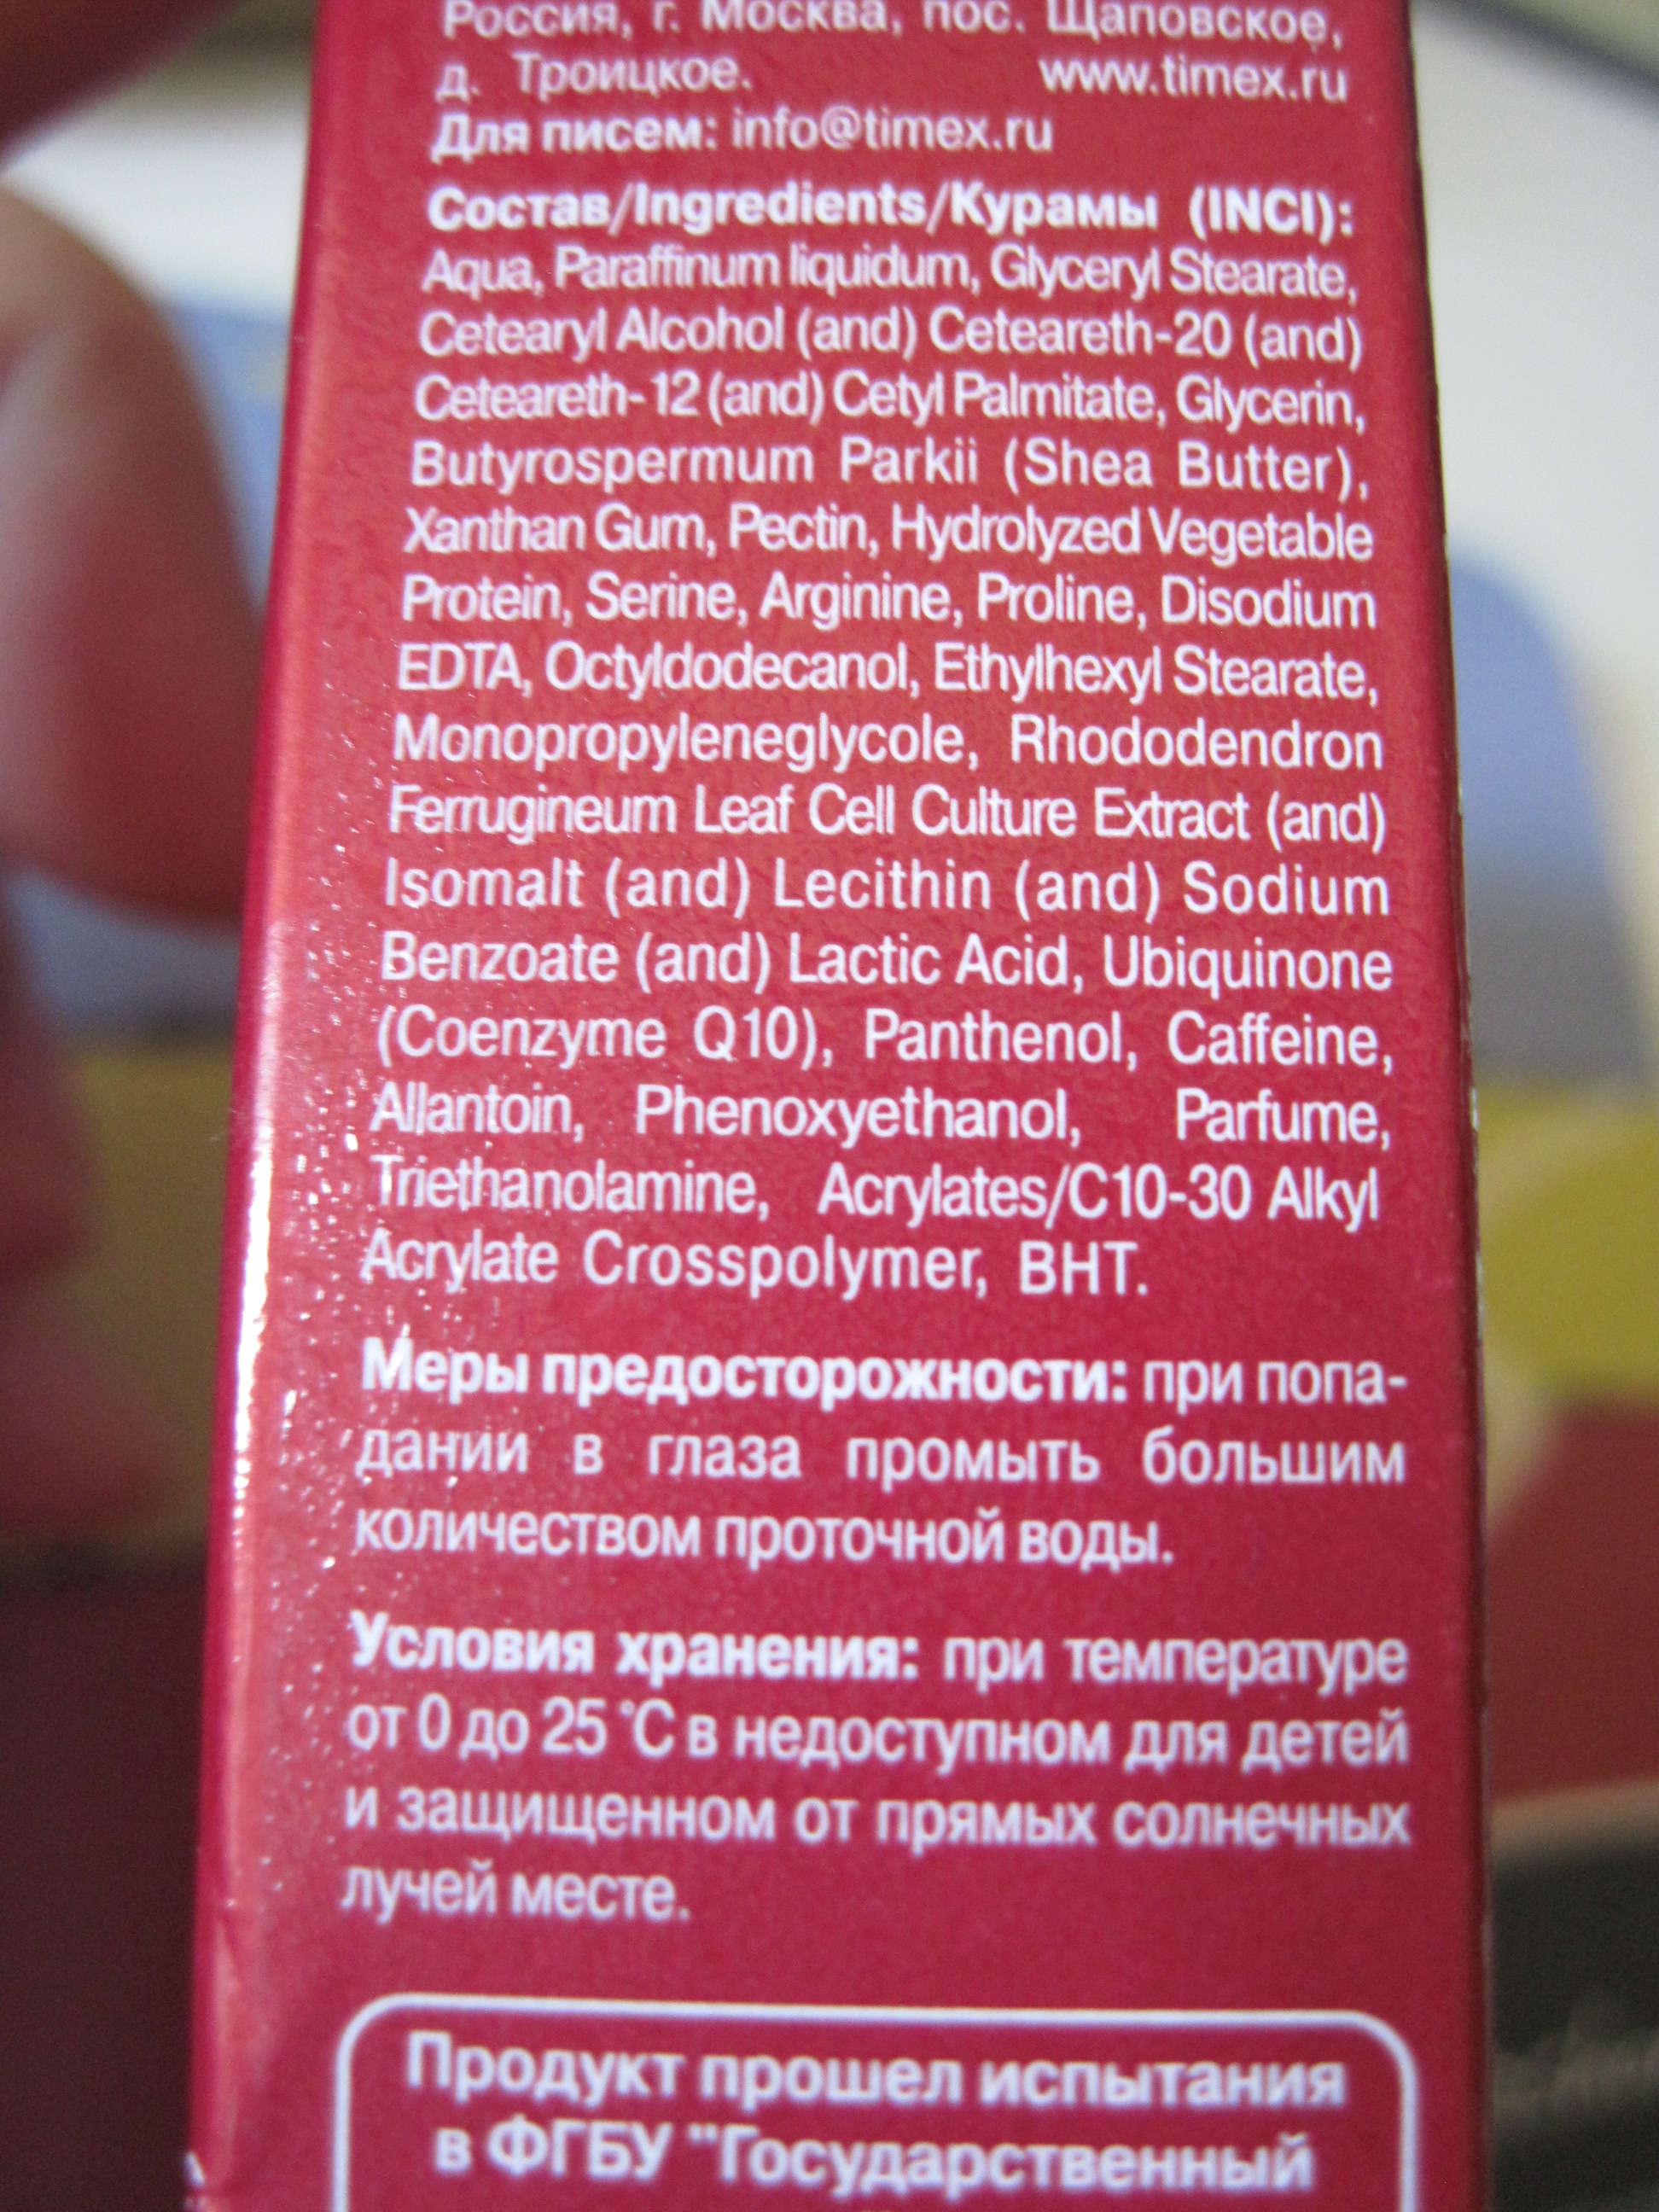 Россия, г. Москва, пос. Щаповское,
д. Троицкое. www.timex.ru
Для писем: info@timex.ru
Состав/Ingredients/Курамы (INCI):
Aqua, Paraffinum liquidum, Glyceryl Stearate,
Cetearyl Alcohol (and) Ceteareth-20 (and)
Ceteareth-12 (and) Cetyl Palmitate, Glycerin,
Butyrospermum Parkii (Shea Butter),
Xanthan Gum, Pectin, Hydrolyzed Vegetable
Protein, Serine, Arginine, Proline, Disodium
EDTA, Octyldodecanol, Ethylhexyl Stearate,
Monopropyleneglycole, Rhododendron
Ferrugineum Leaf Cell Culture Extract (and)
Isomalt (and) Lecithin (and) Sodium
Benzoate (and) Lactic Acid, Ubiquinone
(Coenzyme Q10), Panthenol, Caffeine,
Allantoin, Phenoxyethanol, Parfume,
Triethanolamine, Acrylates/C10-30 Alkyl
Acrylate Crosspolymer, BHT.
Меры предосторожности: при попа-
дании в глаза промыть большим
количеством проточной воды.
Условия хранения: при температуре
от 0 до 25 °C в недоступном для детей
и защищенном от прямых солнечных
лучей месте.
Продукт прошел испытания
в ФГБУ "Государственный